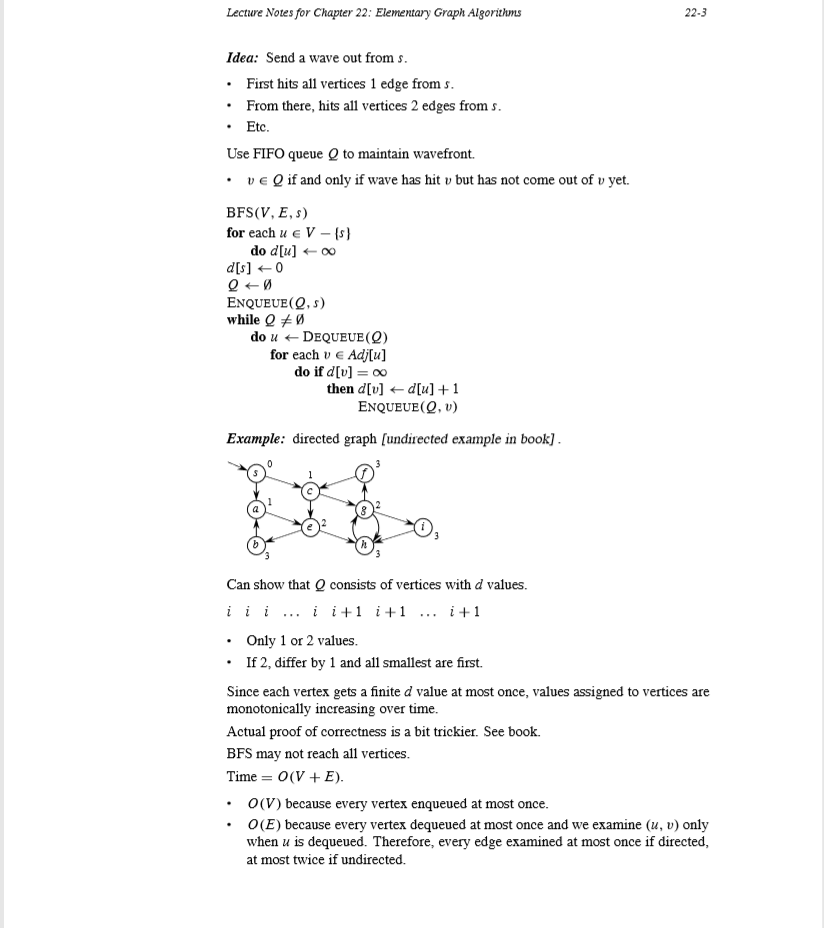 Lecture Notes for Chapter 22: Elementary Graph Algorithms 22-3
Idea: Send a wave out from s.
• First hits all vertices 1 edge from s.
• From there, hits all vertices 2 edges from s.
• Etc.
Use FIFO queue Q to maintain wavefront.
• v ∈ Q if and only if wave has hit v but has not come out of v yet.
BFS(V, E, s)
for each u ∈ V − {s}
do d[u] ← ∞
d[s] ← 0
Q ← ∅
ENQUEUE(Q, s)
while Q ≠ ∅
do u ← DEQUEUE(Q)
for each v ∈ Adj[u]
do if d[v] = ∞
then d[v] ← d[u] + 1
ENQUEUE(Q, v)
Example: directed graph [undirected example in book] .
0 3
s 1 f
c
a 1 g 2
e 2 i 3
b h
3 3
Can show that Q consists of vertices with d values.
i i i ... i i + 1 i + 1 ... i + 1
• Only 1 or 2 values.
• If 2, differ by 1 and all smallest are first.
Since each vertex gets a finite d value at most once, values assigned to vertices are
monotonically increasing over time.
Actual proof of correctness is a bit trickier. See book.
BFS may not reach all vertices.
Time = O(V + E).
• O(V) because every vertex enqueued at most once.
• O(E) because every vertex dequeued at most once and we examine (u, v) only
when u is dequeued. Therefore, every edge examined at most once if directed,
at most twice if undirected.